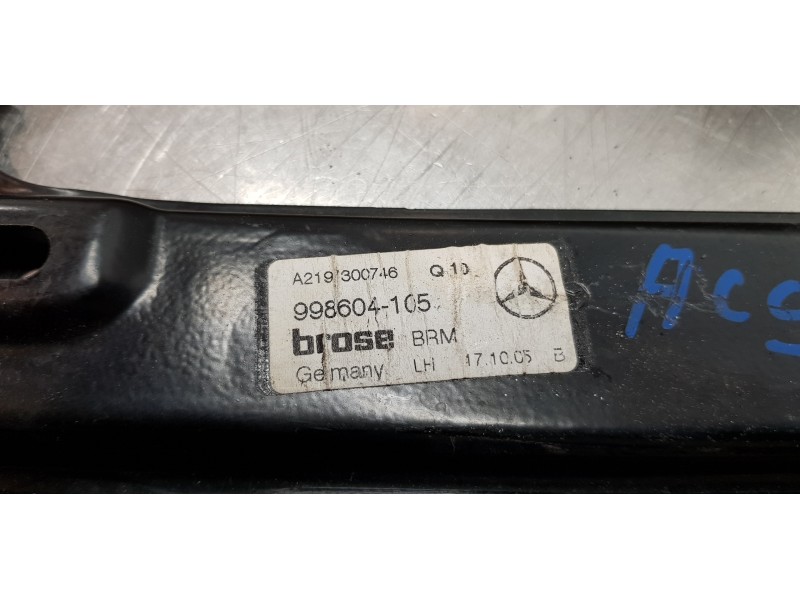 A219 300746 Q 10
998604-105
brose BRM
Germany LH 17.10.05 B